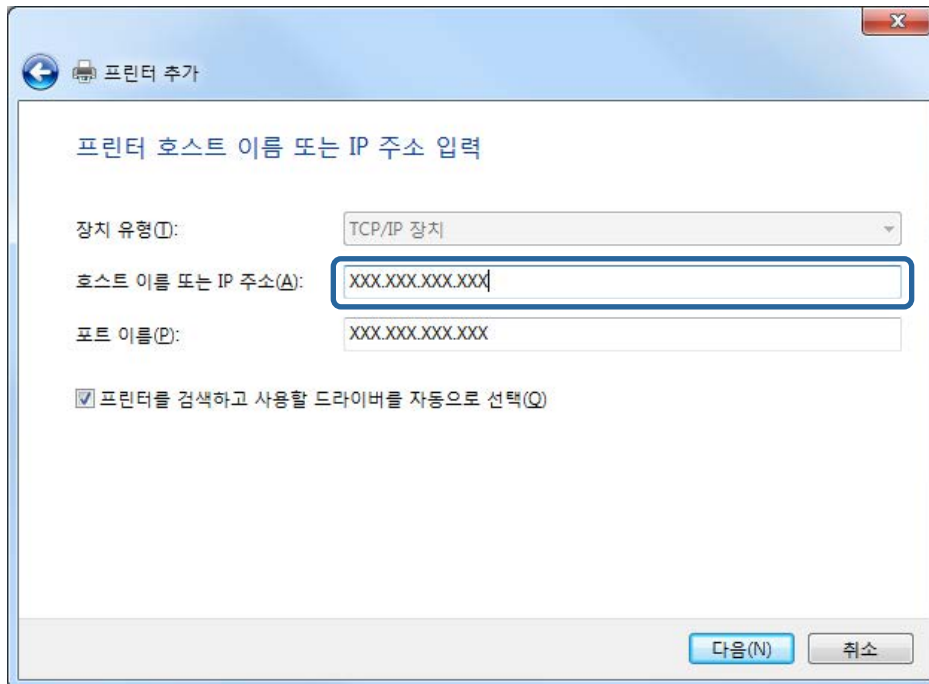 프린터 추가
프린터 호스트 이름 또는 IP 주소 입력
장치 유형(T): TCP/IP 장치
호스트 이름 또는 IP 주소(A): XXX.XXX.XXX.XXX
포트 이름(P): XXX.XXX.XXX.XXX
프린터를 검색하고 사용할 드라이버를 자동으로 선택(Q)
다음(N) 취소